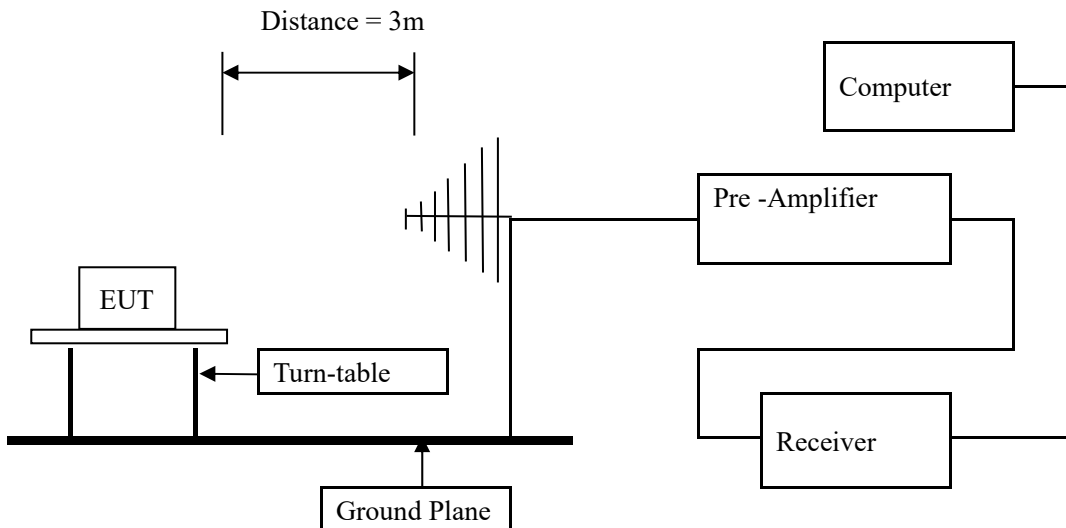 Distance = 3m
Computer
Pre -Amplifier
EUT
Turn-table
Receiver
Ground Plane